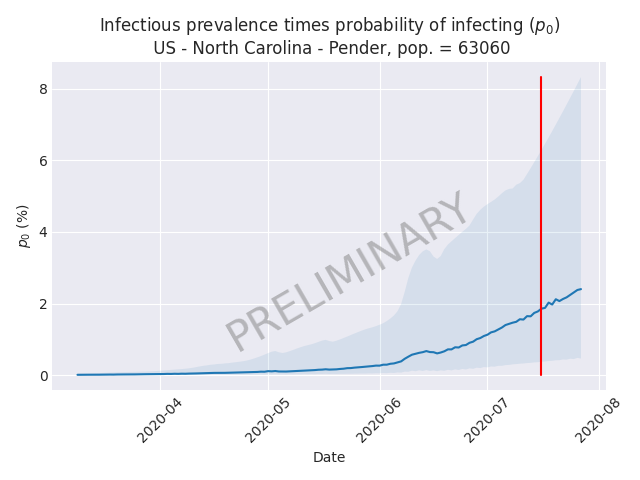 Infectious prevalence times probability of infecting (p₀)
US - North Carolina - Pender, pop. = 63060
8
6
4
2
0
p₀ (%)
PRELIMINARY
2020-04
2020-05
2020-06
2020-07
2020-08
Date